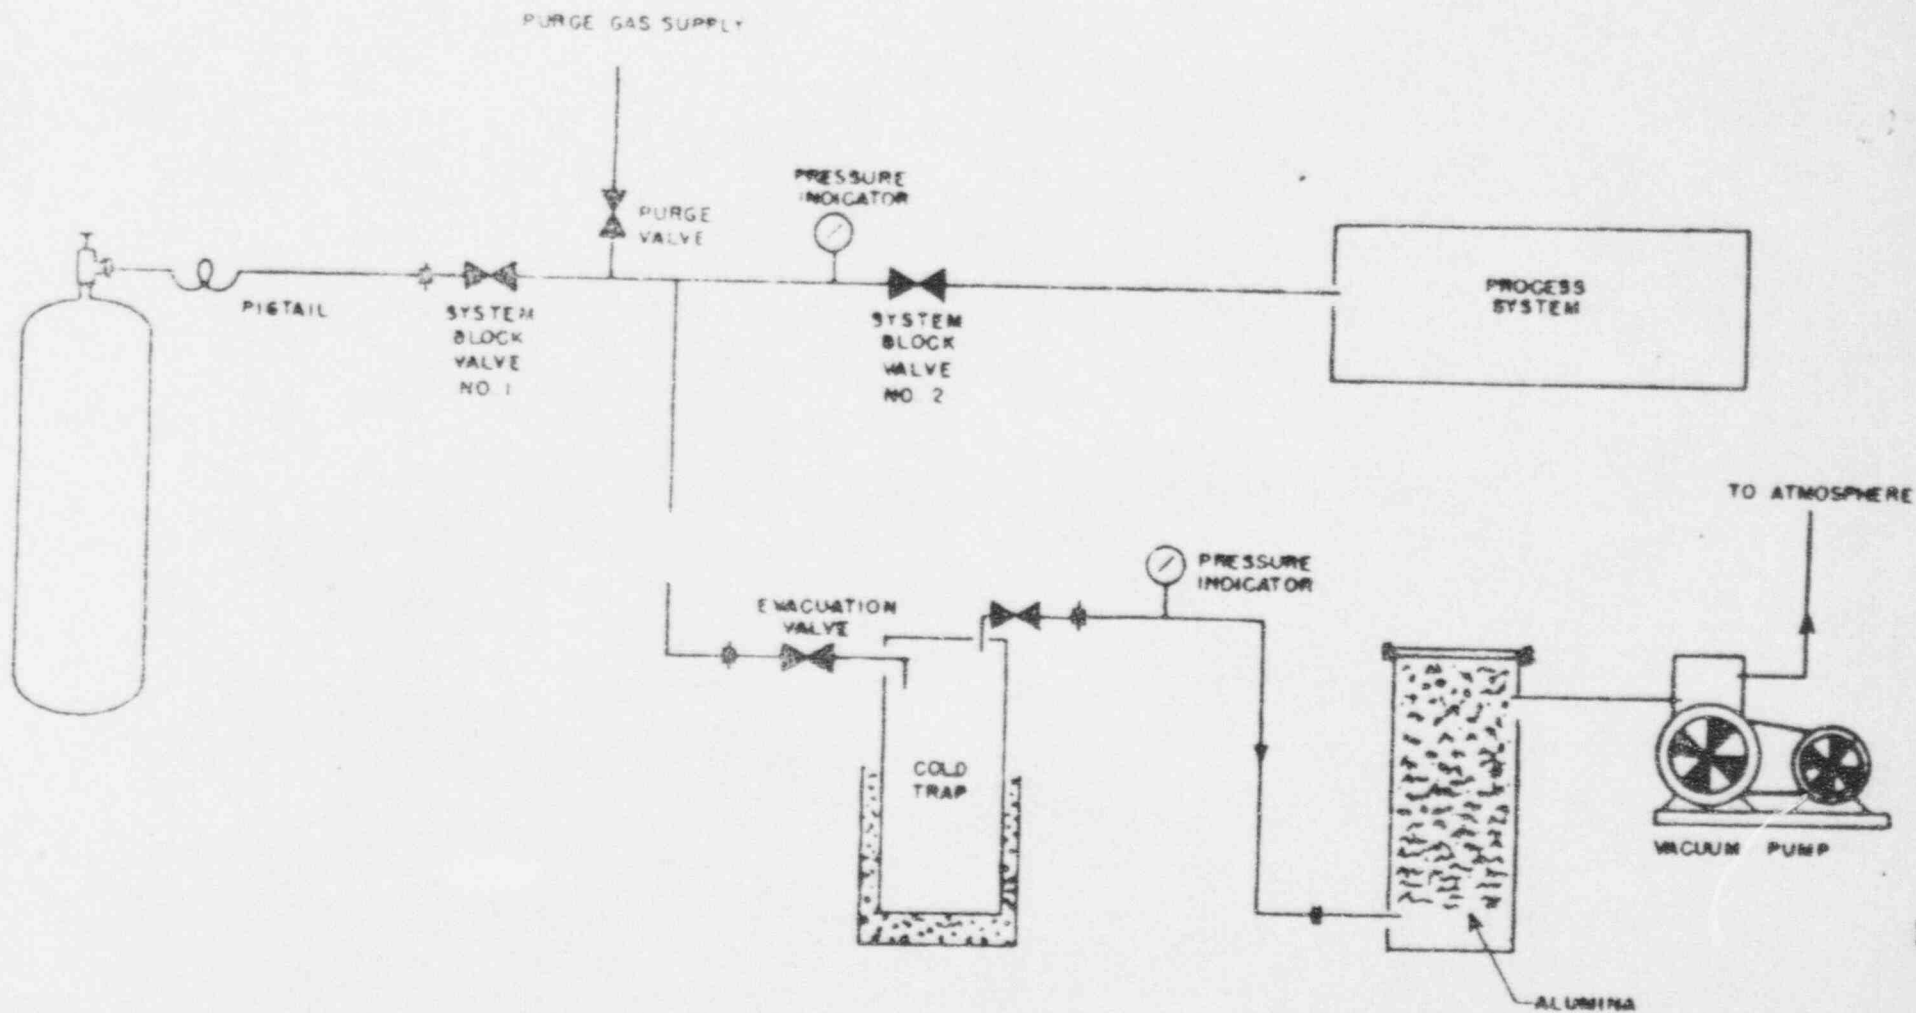 PURGE GAS SUPPLY
PRESSURE
INDICATOR
PURGE
VALVE
PIGTAIL
SYSTEM
BLOCK
VALVE
NO. 1
SYSTEM
BLOCK
VALVE
NO. 2
PROCESS
SYSTEM
TO ATMOSPHERE
PRESSURE
INDICATOR
EVACUATION
VALVE
COLD
TRAP
VACUUM PUMP
ALUMINA